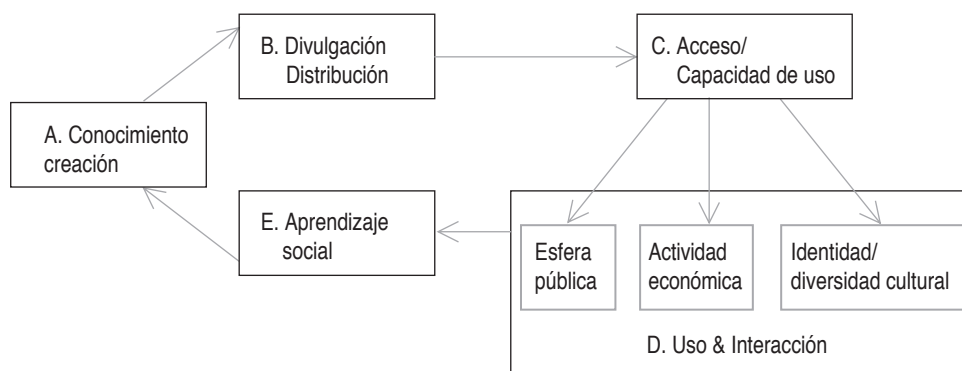 B. Divulgación
Distribución
C. Acceso/
Capacidad de uso
A. Conocimiento
creación
E. Aprendizaje
social
Esfera
pública
Actividad
económica
Identidad/
diversidad cultural
D. Uso & Interacción